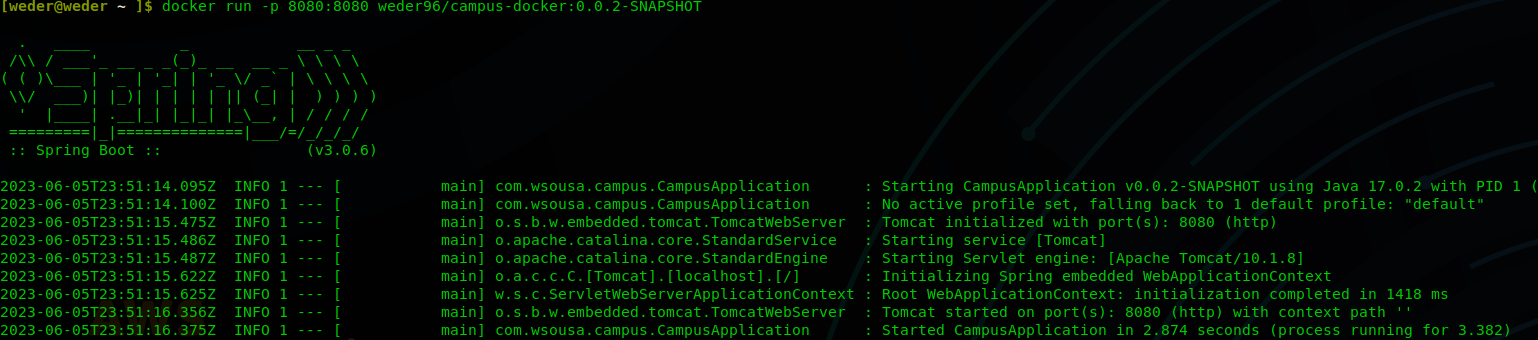 [weder@weder ~ ]$ docker run -p 8080:8080 weder96/campus-docker:0.0.2-SNAPSHOT
  .   ____          _            __ _ _
 /\\ / ___'_ __ _ _(_)_ __  __ _ \ \ \ \
( ( )\___ | '_ | '_| | '_ \/ _` | \ \ \ \
 \\/  ___)| |_)| | | | | || (_| |  ) ) ) )
  '  |____| .__|_| |_|_| |_\__, | / / / /
 =========|_|==============|___/=/_/_/_/
 :: Spring Boot ::                (v3.0.6)
2023-06-05T23:51:14.095Z  INFO 1 --- [           main] com.wsousa.campus.CampusApplication      : Starting CampusApplication v0.0.2-SNAPSHOT using Java 17.0.2 with PID 1 (
2023-06-05T23:51:14.100Z  INFO 1 --- [           main] com.wsousa.campus.CampusApplication      : No active profile set, falling back to 1 default profile: "default"
2023-06-05T23:51:15.475Z  INFO 1 --- [           main] o.s.b.w.embedded.tomcat.TomcatWebServer  : Tomcat initialized with port(s): 8080 (http)
2023-06-05T23:51:15.486Z  INFO 1 --- [           main] o.apache.catalina.core.StandardService   : Starting service [Tomcat]
2023-06-05T23:51:15.487Z  INFO 1 --- [           main] o.apache.catalina.core.StandardEngine    : Starting Servlet engine: [Apache Tomcat/10.1.8]
2023-06-05T23:51:15.622Z  INFO 1 --- [           main] o.a.c.c.C.[Tomcat].[localhost].[/]       : Initializing Spring embedded WebApplicationContext
2023-06-05T23:51:15.625Z  INFO 1 --- [           main] w.s.c.ServletWebServerApplicationContext : Root WebApplicationContext: initialization completed in 1418 ms
2023-06-05T23:51:16.356Z  INFO 1 --- [           main] o.s.b.w.embedded.tomcat.TomcatWebServer  : Tomcat started on port(s): 8080 (http) with context path ''
2023-06-05T23:51:16.375Z  INFO 1 --- [           main] com.wsousa.campus.CampusApplication      : Started CampusApplication in 2.874 seconds (process running for 3.382)